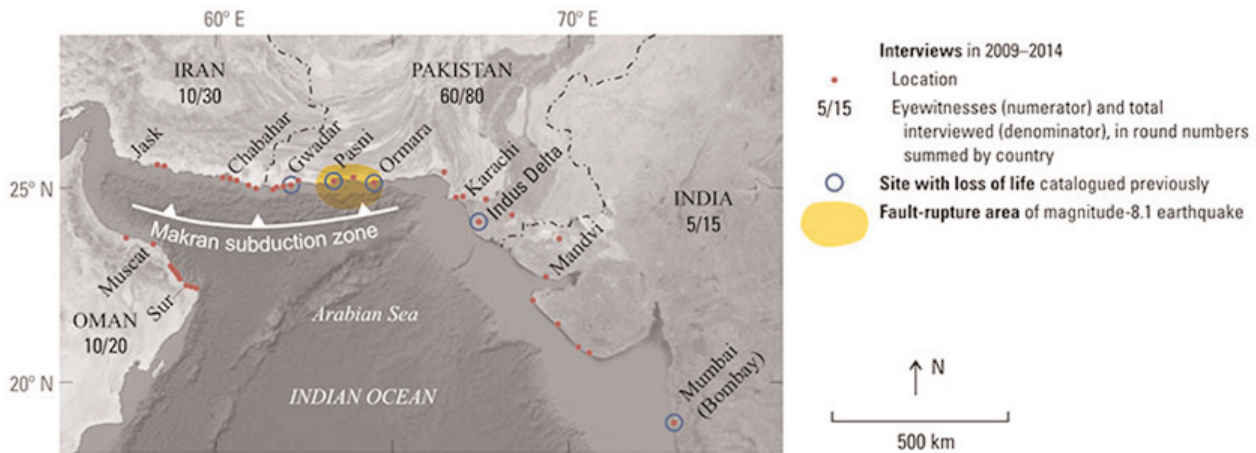 60° E
70° E
IRAN
10/30
PAKISTAN
60/80
Jask
Chabahar
Gwadar
Pasni
Ormara
Karachi
Indus Delta
25° N
Makran subduction zone
INDIA
5/15
Mandvi
Muscat
Sur
OMAN
10/20
Arabian Sea
20° N
INDIAN OCEAN
Mumbai
(Bombay)
Interviews in 2009–2014
Location
5/15
Eyewitnesses (numerator) and total
interviewed (denominator), in round numbers
summed by country
Site with loss of life catalogued previously
Fault-rupture area of magnitude-8.1 earthquake
N
500 km